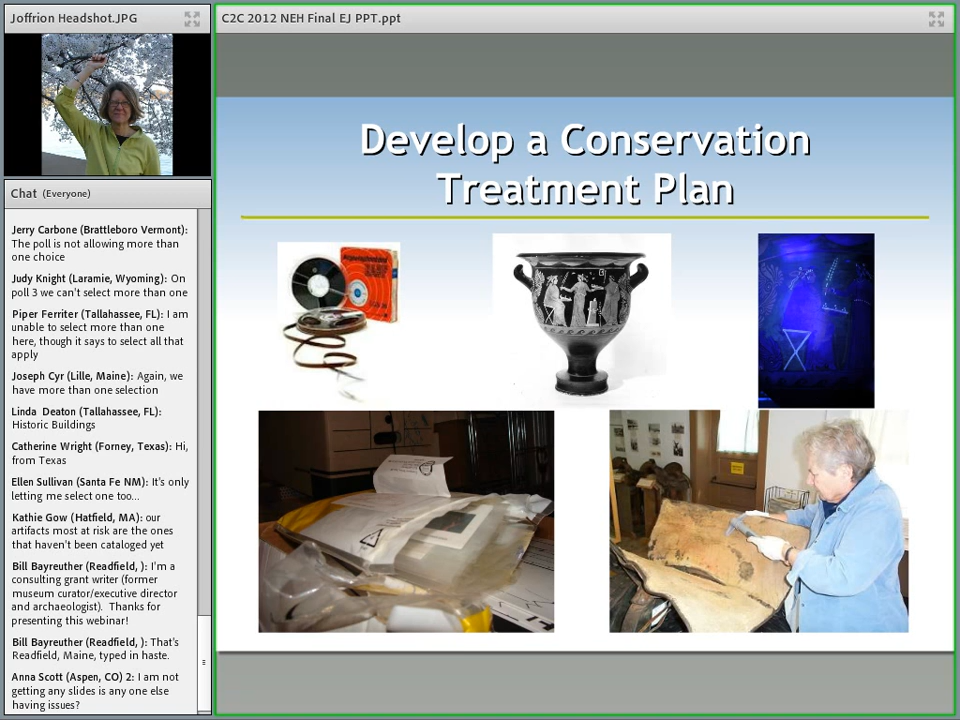 Joffrion Headshot.JPG
C2C 2012 NEH Final EJ PPT.ppt
Chat (Everyone)
Jerry Carbone (Brattleboro Vermont):
The poll is not allowing more than
one choice
Judy Knight (Laramie, Wyoming): On
poll 3 we can't select more than one
Piper Ferriter (Tallahassee, FL): I am
unable to select more than one
here, though it says to select all that
apply
Joseph Cyr (Lille, Maine): Again, we
have more than one selection
Linda Deaton (Tallahassee, FL):
Historic Buildings
Catherine Wright (Forney, Texas): Hi,
from Texas
Ellen Sullivan (Santa Fe NM): It's only
letting me select one too...
Kathie Gow (Hatfield, MA): our
artifacts most at risk are the ones
that haven't been cataloged yet
Bill Bayreuther (Readfield, ): I'm a
consulting grant writer (former
museum curator/executive director
and archaeologist). Thanks for
presenting this webinar!
Bill Bayreuther (Readfield, ): That's
Readfield, Maine, typed in haste.
Anna Scott (Aspen, CO) 2: I am not
getting any slides is any one else
having issues?
Develop a Conservation
Treatment Plan